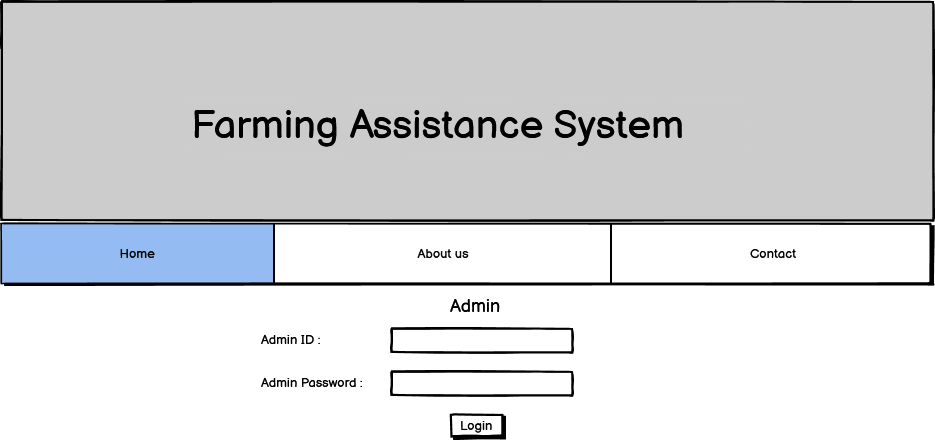 Farming Assistance System
Home About us Contact
Admin
Admin ID :
Admin Password :
Login